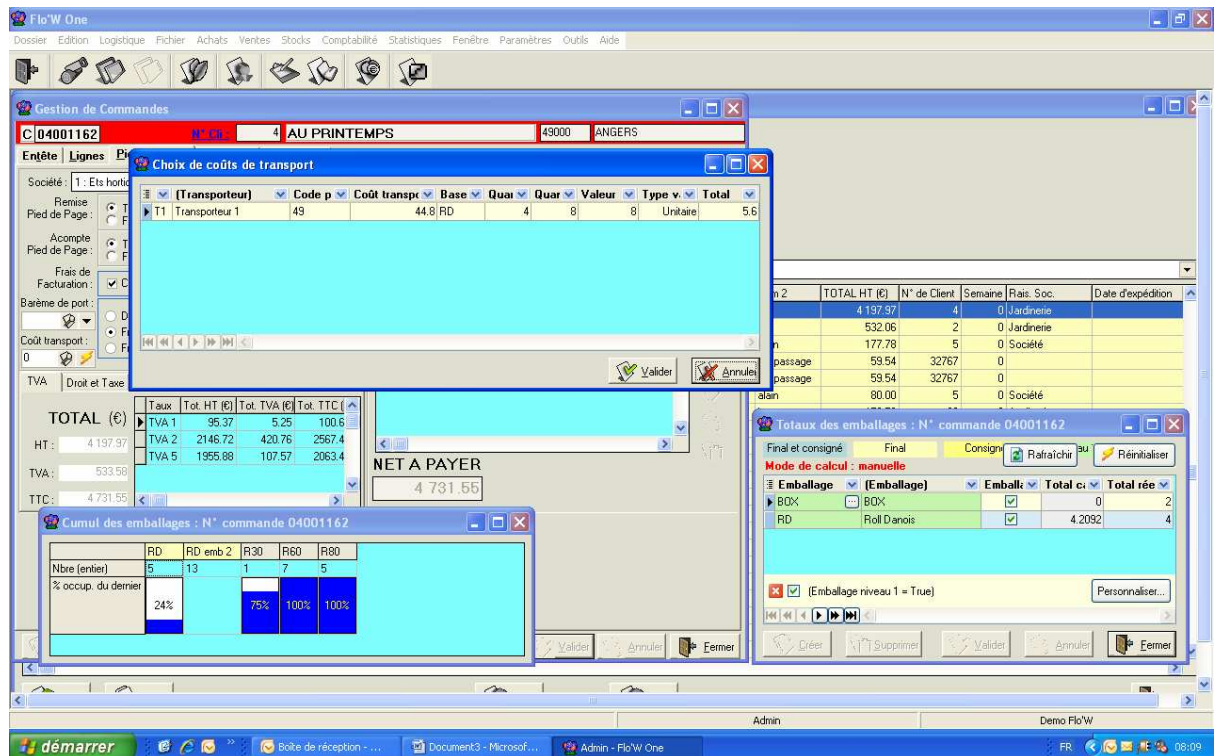 Flo'W One
Dossier Edition Logistique Fichier Achats Ventes Stocks Comptabilité Statistiques Fenêtre Paramètres Outils Aide
Gestion de Commandes
C 04001162 N° Cli : 4 AU PRINTEMPS 49000 ANGERS
Entête Lignes
Choix de coûts de transport
Société : 1 : Ets
(Transporteur) Code p Coût transpo Base Quar Quar Valeur Type v. Total
T1 Transporteur 1 49 44.8 RD 4 8 8 Unitaire 5.6
Remise
Pied de Page :
Acompte
Pied de Page :
Frais de
Facturation :
Barème de port :
Coût transport :
0
Valider Annuler
TVA Droit et Taxe
TOTAL (€)
HT : 4 197.97
TVA : 533.58
TTC : 4 731.55
Taux Tot. HT (€) Tot. TVA (€) Tot. TTC (
TVA 1 95.37 5.25 100.6
TVA 2 2146.72 420.76 2567.4
TVA 5 1955.88 107.57 2063.4
NET A PAYER
4 731.55
TOTAL HT (€) N° de Client Semaine Rais. Soc. Date d'expédition
4 197.97 4 0 Jardinerie
532.06 2 0 Jardinerie
177.78 5 0 Société
passage 59.54 32767 0
passage 59.54 32767 0
alain 80.00 5 0 Société
Totaux des emballages : N° commande 04001162
Final et consigné Final Consign Rafraîchir Réinitialiser
Mode de calcul : manuelle
Emballage (Emballage) Emballa Total ca Total rée
BOX BOX 0 2
RD Roll Danois 4.2092 4
(Emballage niveau 1 = True) Personnaliser...
Créer Supprimer Valider Annuler Fermer
Cumul des emballages : N° commande 04001162
RD RD emb 2 R30 R60 R80
Nbre (entier) 5 13 1 7 5
% occup. du dernier 24% 75% 100% 100%
Valider Annuler Fermer
Admin Demo Flo'W
démarrer Boîte de réception - ... Document3 - Microsof... Admin - Flo'W One FR 08:09